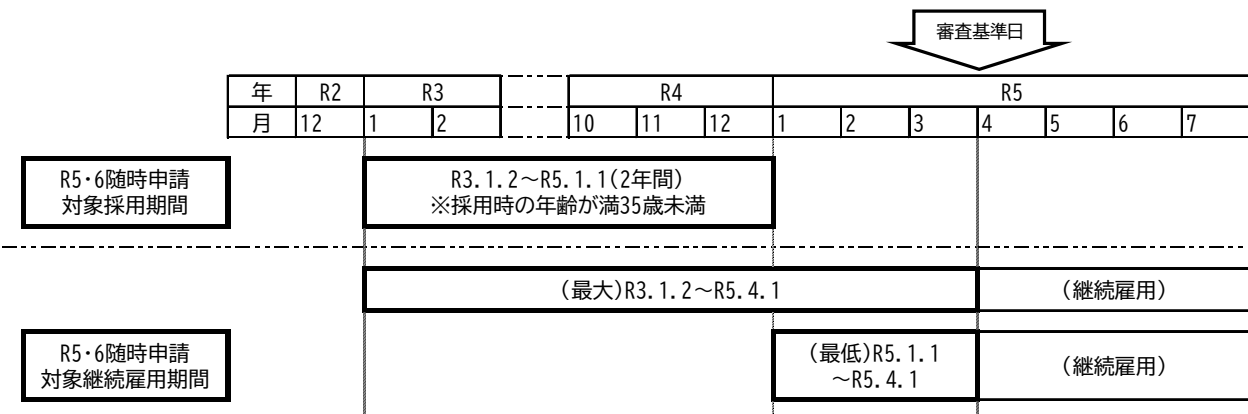 審査基準日
年 R2 R3 R4 R5
月 12 1 2 10 11 12 1 2 3 4 5 6 7
R5・6随時申請
対象採用期間
R3.1.2～R5.1.1(2年間)
※採用時の年齢が満35歳未満
(最大)R3.1.2～R5.4.1
(継続雇用)
R5・6随時申請
対象継続雇用期間
(最低)R5.1.1
～R5.4.1
(継続雇用)